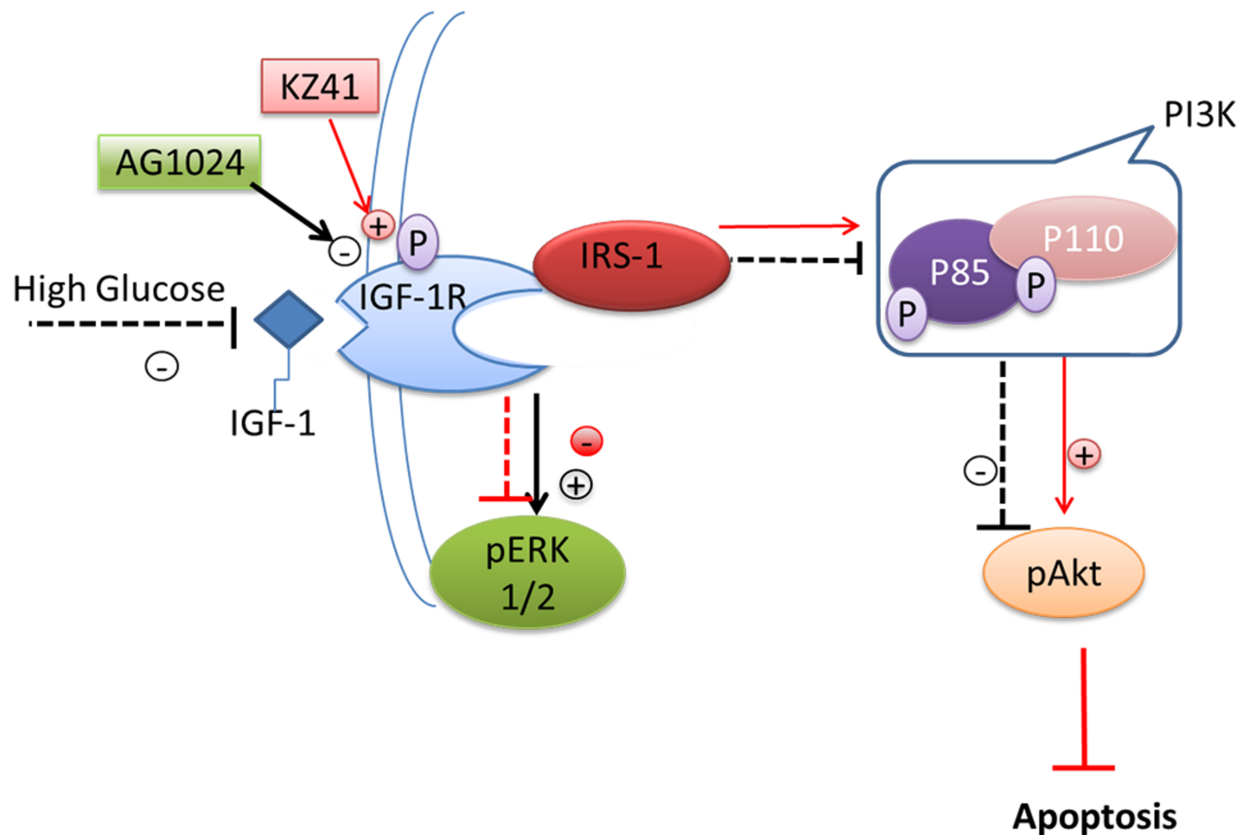 KZ41
PI3K
AG1024
+
P
-
IRS-1
P110
P85
P
P
High Glucose
IGF-1R
-
IGF-1
-
+
-
+
pERK
1/2
pAkt
Apoptosis